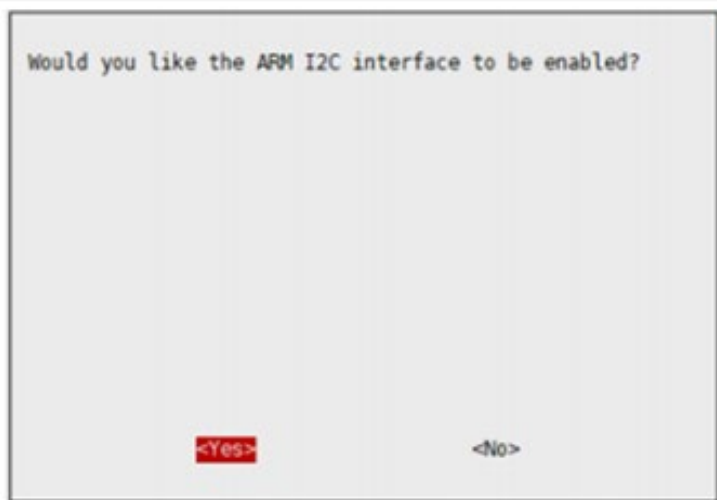 Would you like the ARM I2C interface to be enabled?
<Yes> <No>